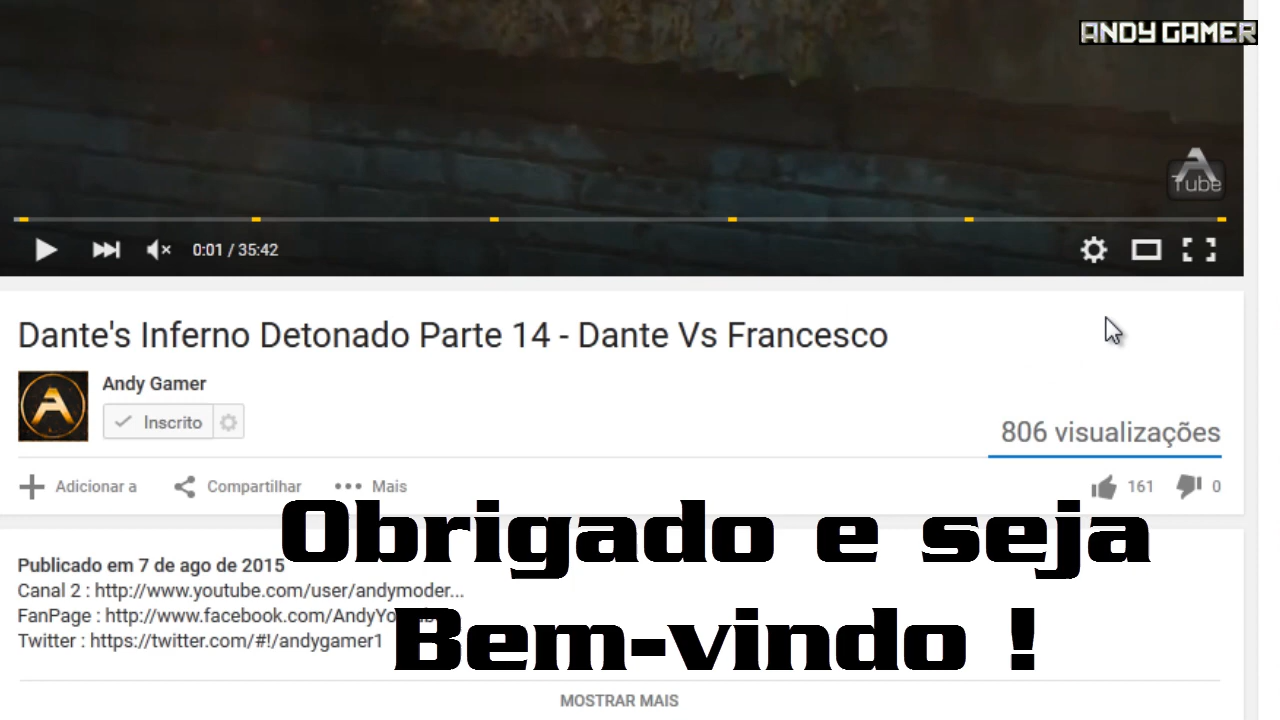 ANDY GAMER
A
Tube
0:01 / 35:42
Dante's Inferno Detonado Parte 14 - Dante Vs Francesco
Andy Gamer
Inscrito
806 visualizações
Adicionar a Compartilhar Mais 161 0
Obrigado e seja
Bem-vindo !
Publicado em 7 de ago de 2015
Canal 2 : http://www.youtube.com/user/andymoder...
FanPage : http://www.facebook.com/
Twitter : https://twitter.com/#!/andygamer1
MOSTRAR MAIS